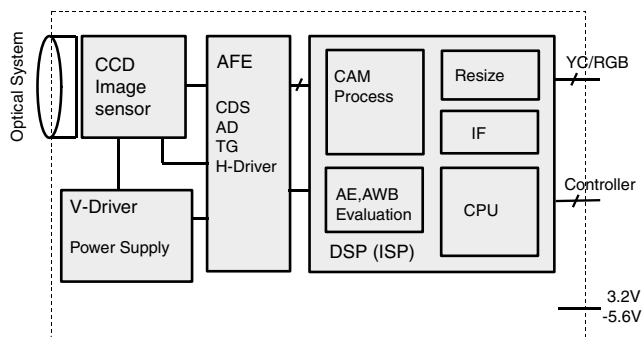 Optical System
CCD
Image
sensor
AFE
CDS
AD
TG
H-Driver
V-Driver
Power Supply
CAM
Process
Resize
IF
AE,AWB
Evaluation
CPU
DSP (ISP)
YC/RGB
Controller
3.2V
-5.6V